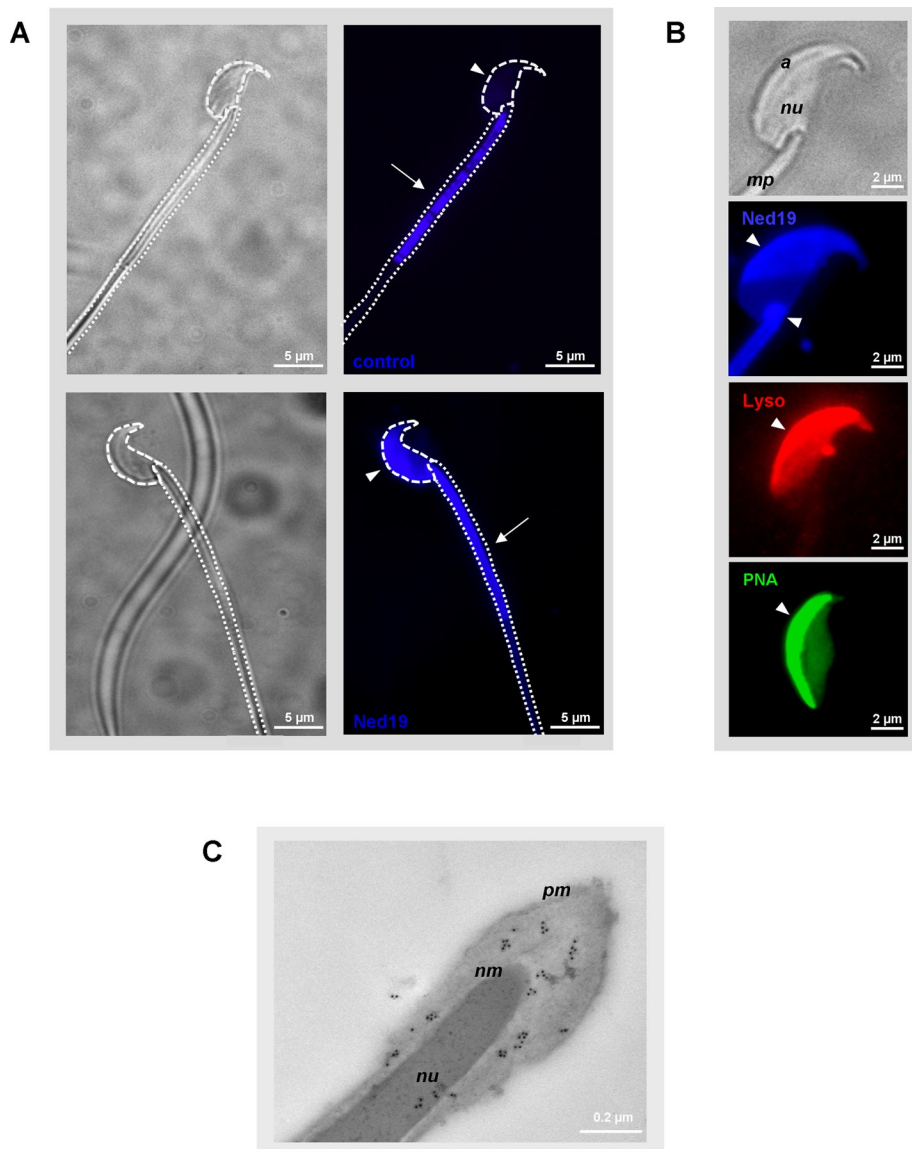 A
5 µm
control
5 µm
5 µm
Ned19
5 µm
B
a
nu
mp
2 µm
Ned19
2 µm
Lyso
2 µm
PNA
2 µm
C
pm
nm
nu
0.2 µm